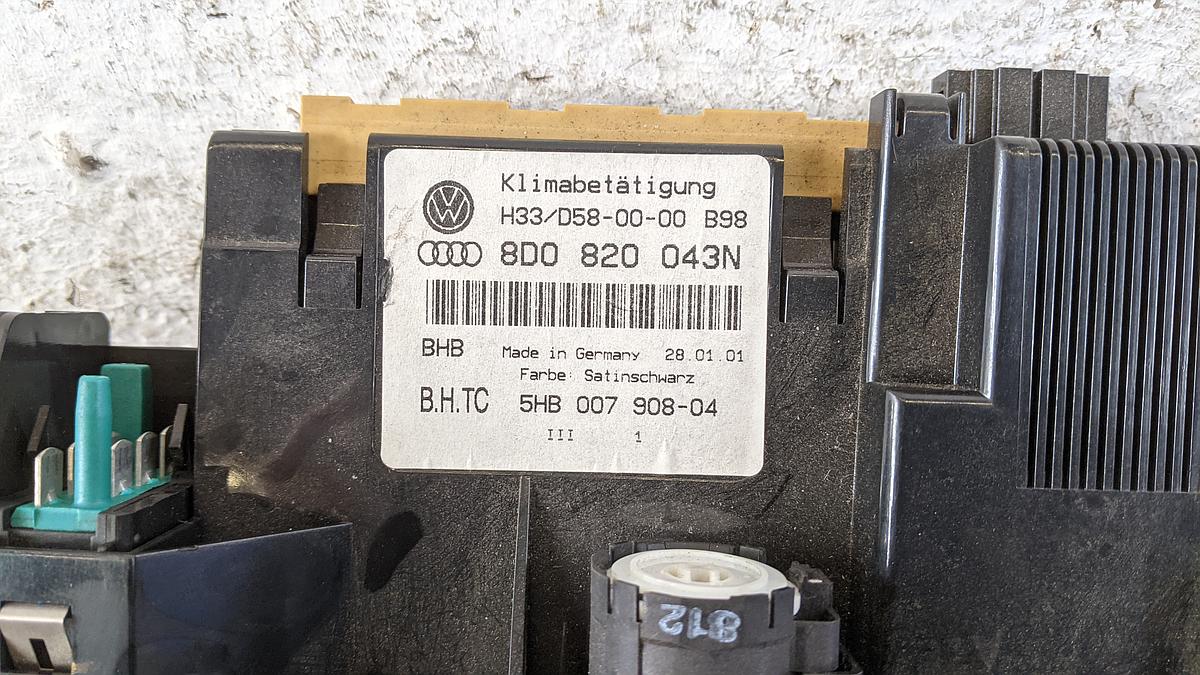 Klimabetätigung
H33/D58-00-00 B98
8D0 820 043N
BHB Made in Germany 28.01.01
Farbe: Satinschwarz
B.H.TC 5HB 007 908-04
III 1
812